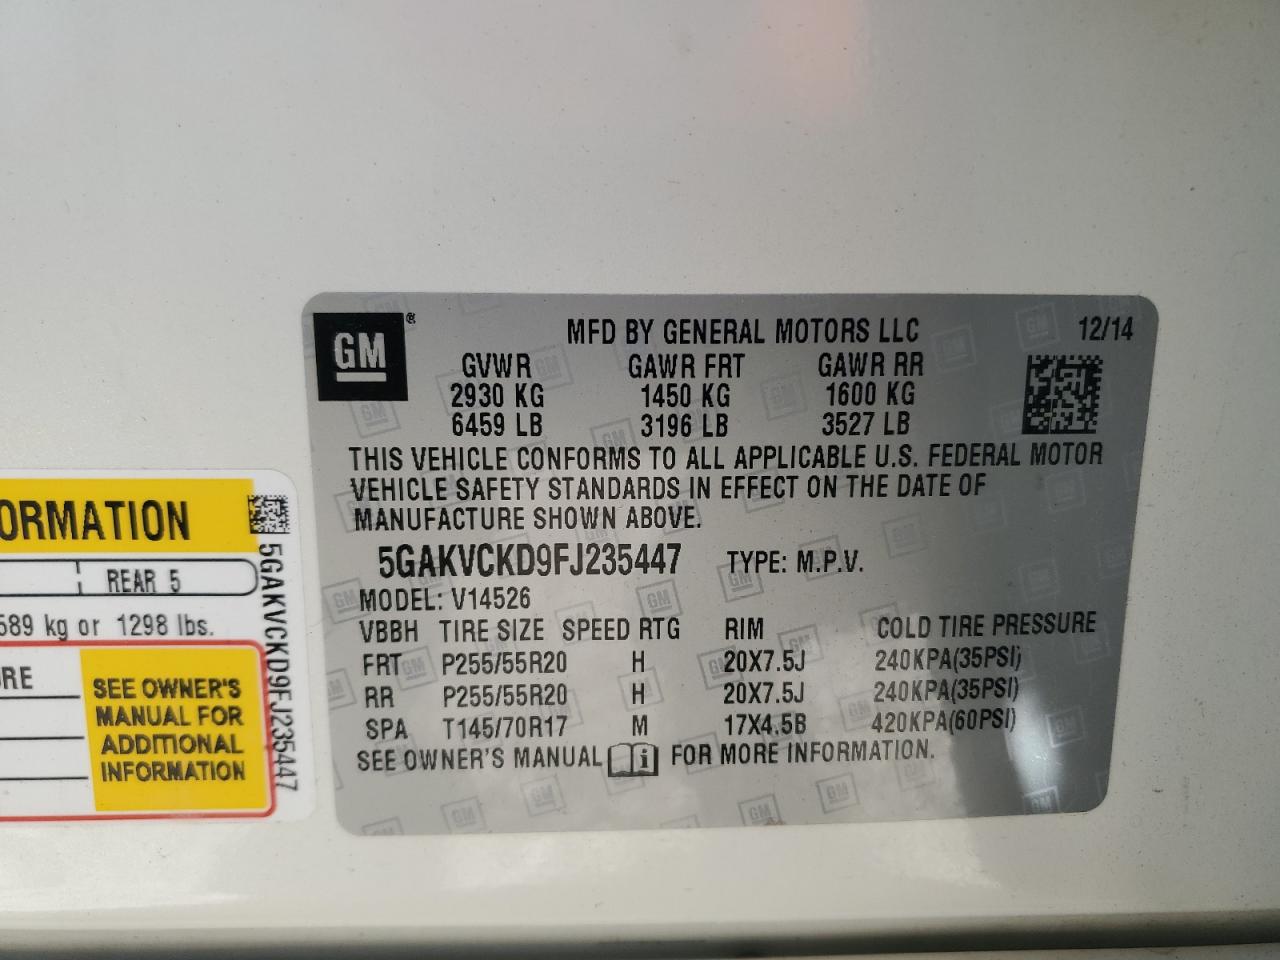 GM®
MFD BY GENERAL MOTORS LLC 12/14
GVWR GAWR FRT GAWR RR
2930 KG 1450 KG 1600 KG
6459 LB 3196 LB 3527 LB
THIS VEHICLE CONFORMS TO ALL APPLICABLE U.S. FEDERAL MOTOR
VEHICLE SAFETY STANDARDS IN EFFECT ON THE DATE OF
MANUFACTURE SHOWN ABOVE.
5GAKVCKD9FJ235447 TYPE: M.P.V.
MODEL: V14526
VBBH TIRE SIZE SPEED RTG RIM COLD TIRE PRESSURE
FRT P255/55R20 H 20X7.5J 240KPA(35PSI)
RR P255/55R20 H 20X7.5J 240KPA(35PSI)
SPA T145/70R17 M 17X4.5B 420KPA(60PSI)
SEE OWNER'S MANUAL i FOR MORE INFORMATION.
ORMATION
REAR 5
589 kg or 1298 lbs.
RE
SEE OWNER'S
MANUAL FOR
ADDITIONAL
INFORMATION
5GAKVCKD9FJ235447